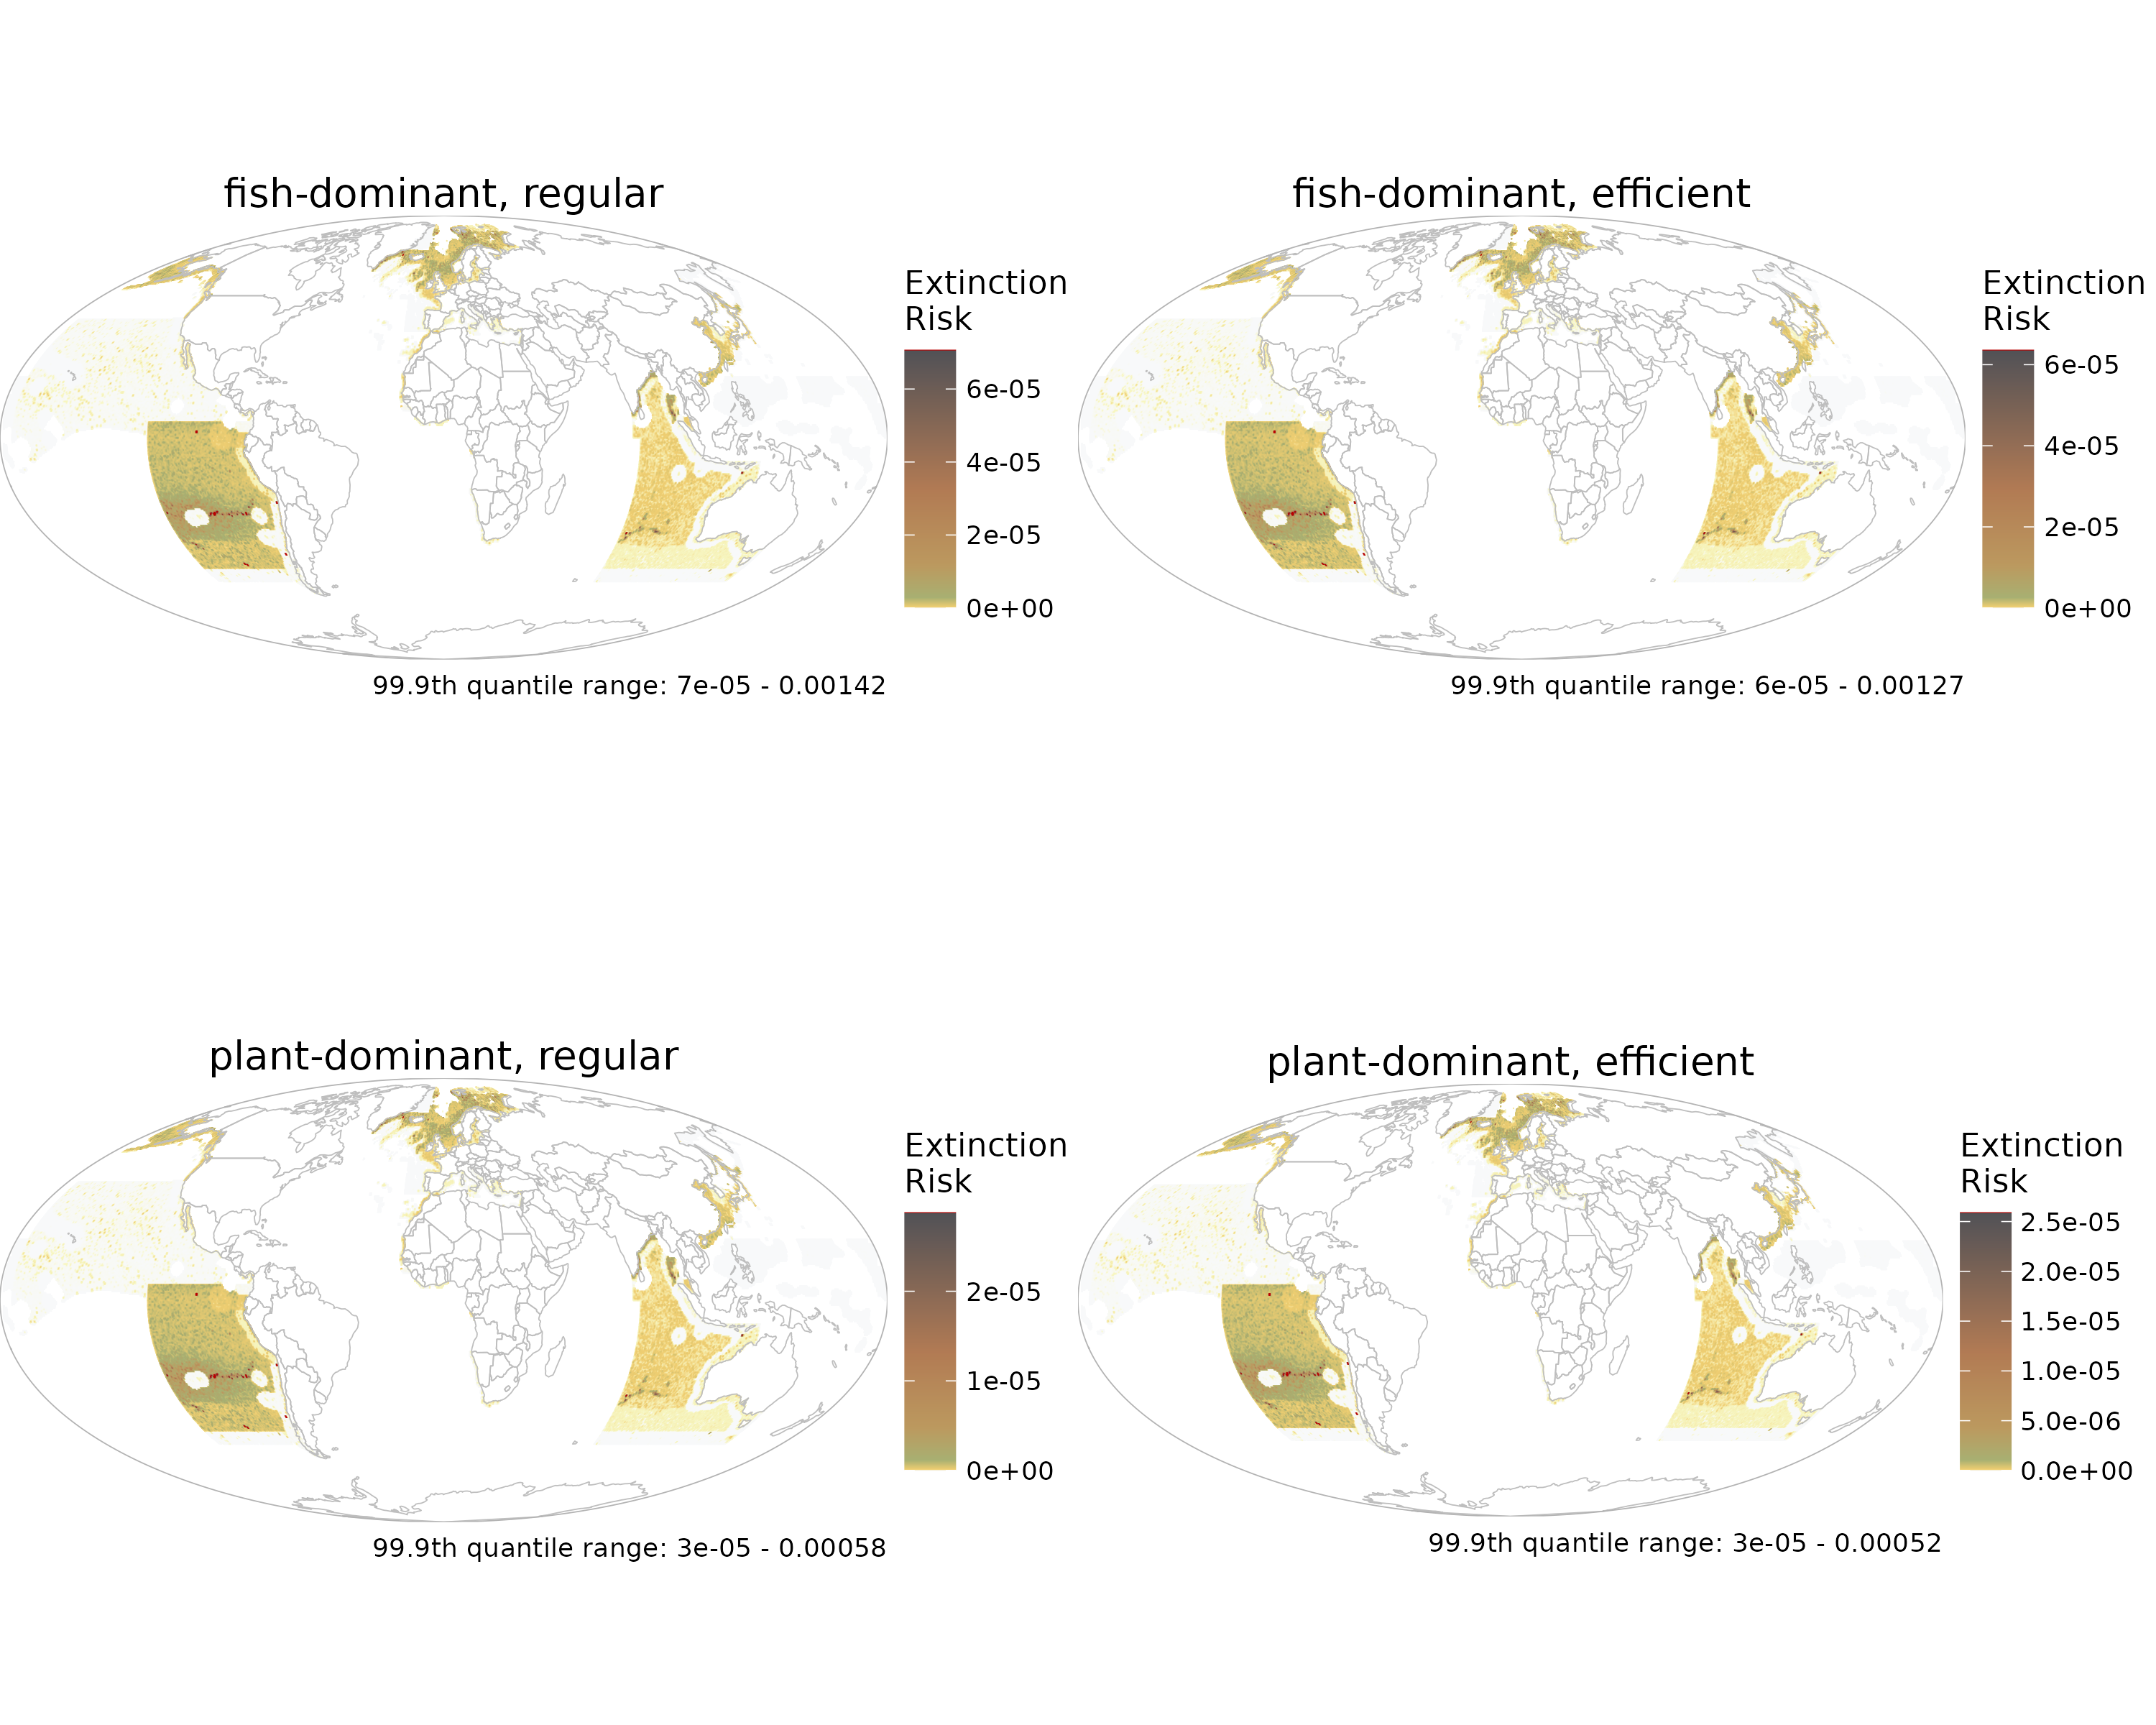 fish-dominant, regular
Extinction
Risk
6e-05
4e-05
2e-05
0e+00
99.9th quantile range: 7e-05 - 0.00142
fish-dominant, efficient
Extinction
Risk
6e-05
4e-05
2e-05
0e+00
99.9th quantile range: 6e-05 - 0.00127
plant-dominant, regular
Extinction
Risk
2e-05
1e-05
0e+00
99.9th quantile range: 3e-05 - 0.00058
plant-dominant, efficient
Extinction
Risk
2.5e-05
2.0e-05
1.5e-05
1.0e-05
5.0e-06
0.0e+00
99.9th quantile range: 3e-05 - 0.00052